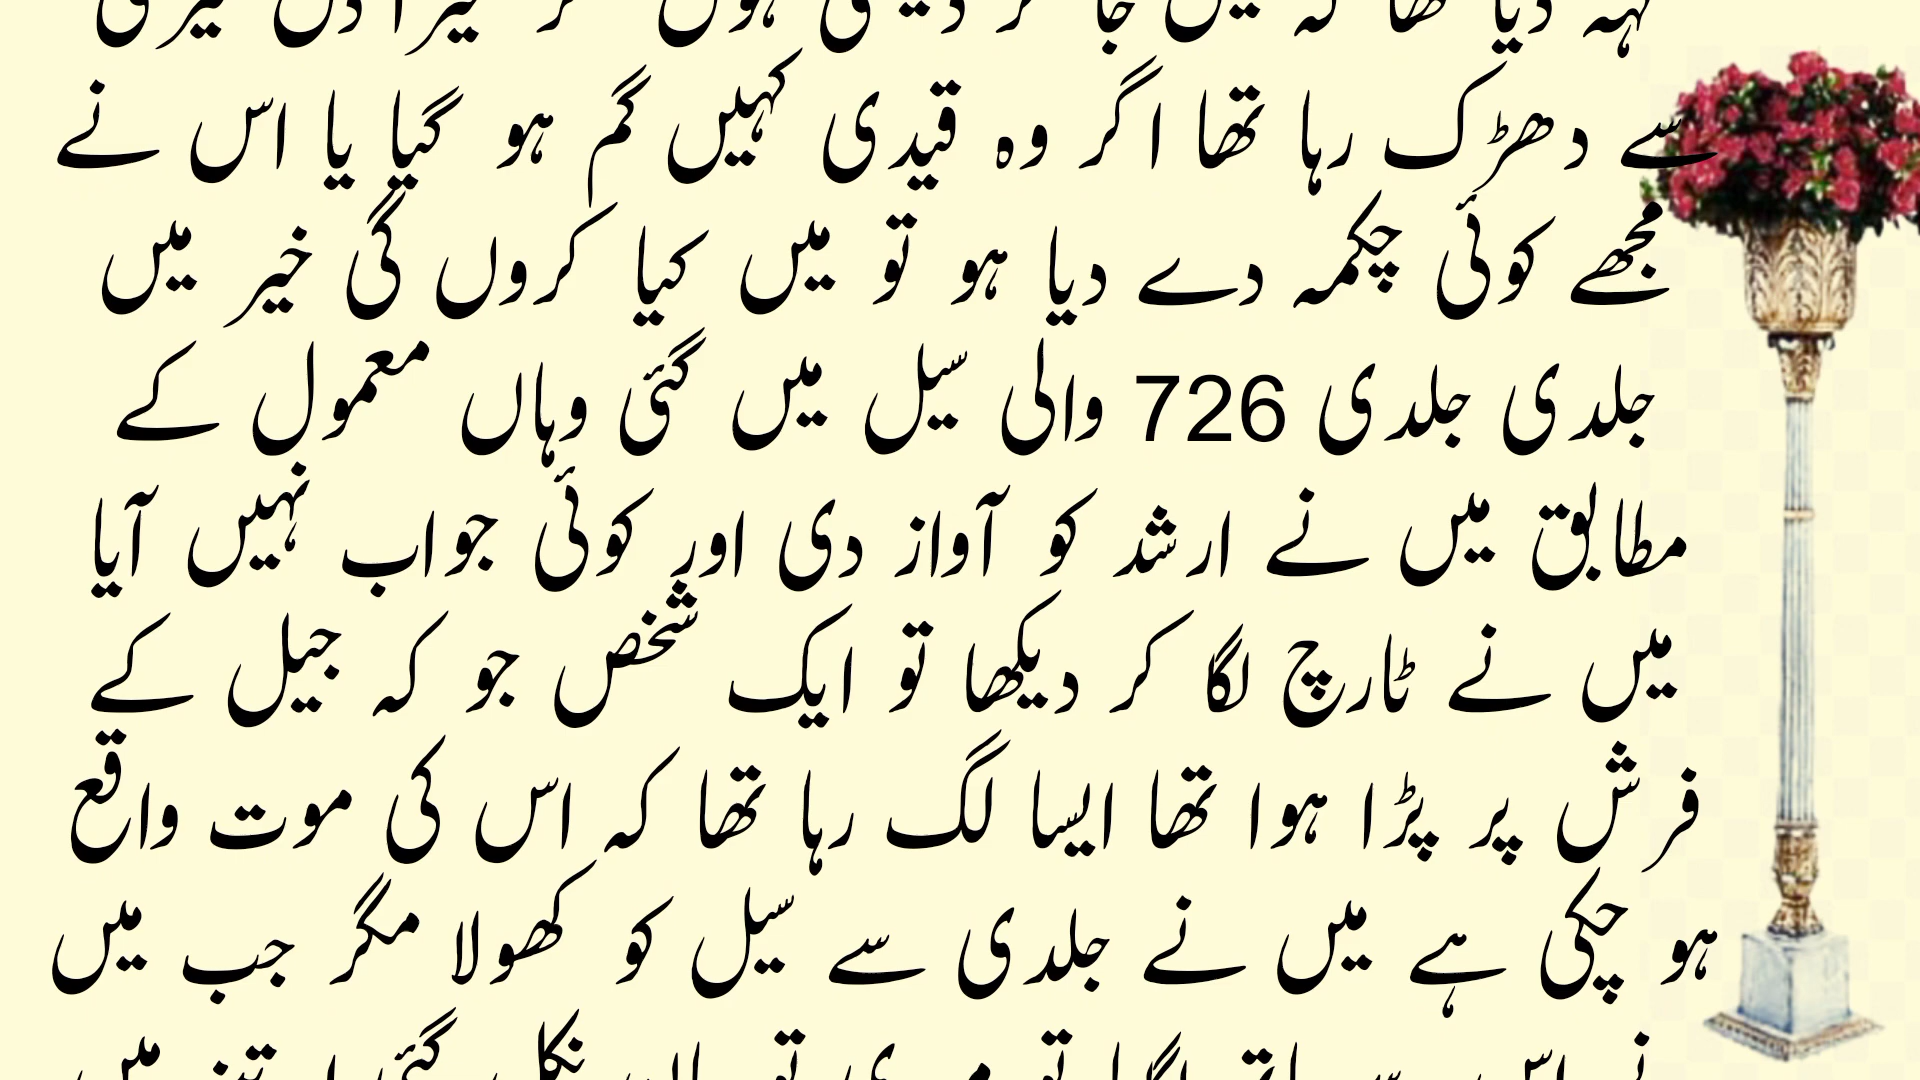 سے دھڑک رہا تھا اگر وہ قیدی کہیں گم ہو گیا یا اس نے
مجھے کوئی چکمہ دے دیا ہو تو میں کیا کروں گی خیر میں
جلدی جلدی 726 والی سیل میں گئی وہاں معمول کے
مطابق میں نے ارشد کو آواز دی اور کوئی جواب نہیں آیا
میں نے ٹارچ لگا کر دیکھا تو ایک شخص جو کہ جیل کے
فرش پر پڑا ہوا تھا ایسا لگ رہا تھا کہ اس کی موت واقع
ہو چکی ہے میں نے جلدی سے سیل کو کھولا مگر جب میں